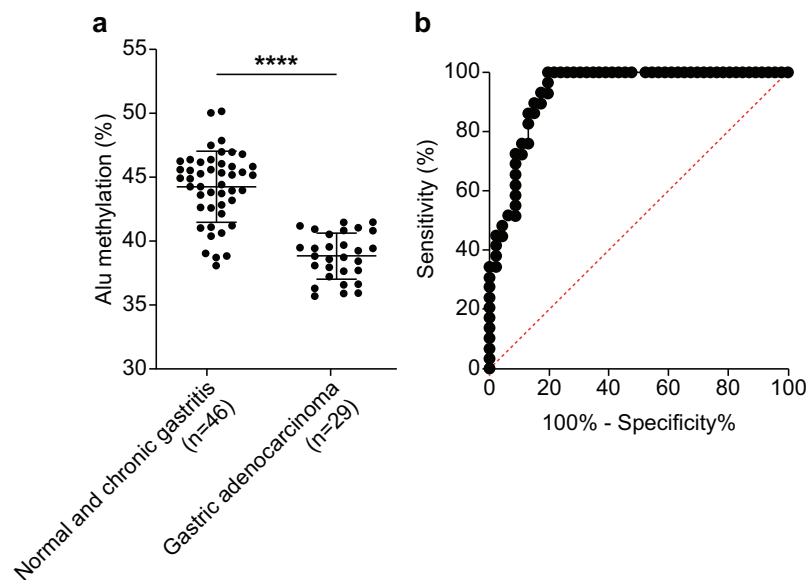 a
55
50
45
40
35
30
Alu methylation (%)
****
Normal and chronic gastritis
(n=46)
Gastric adenocarcinoma
(n=29)
b
100
80
60
40
20
0
Sensitivity (%)
0 20 40 60 80 100
100% - Specificity%